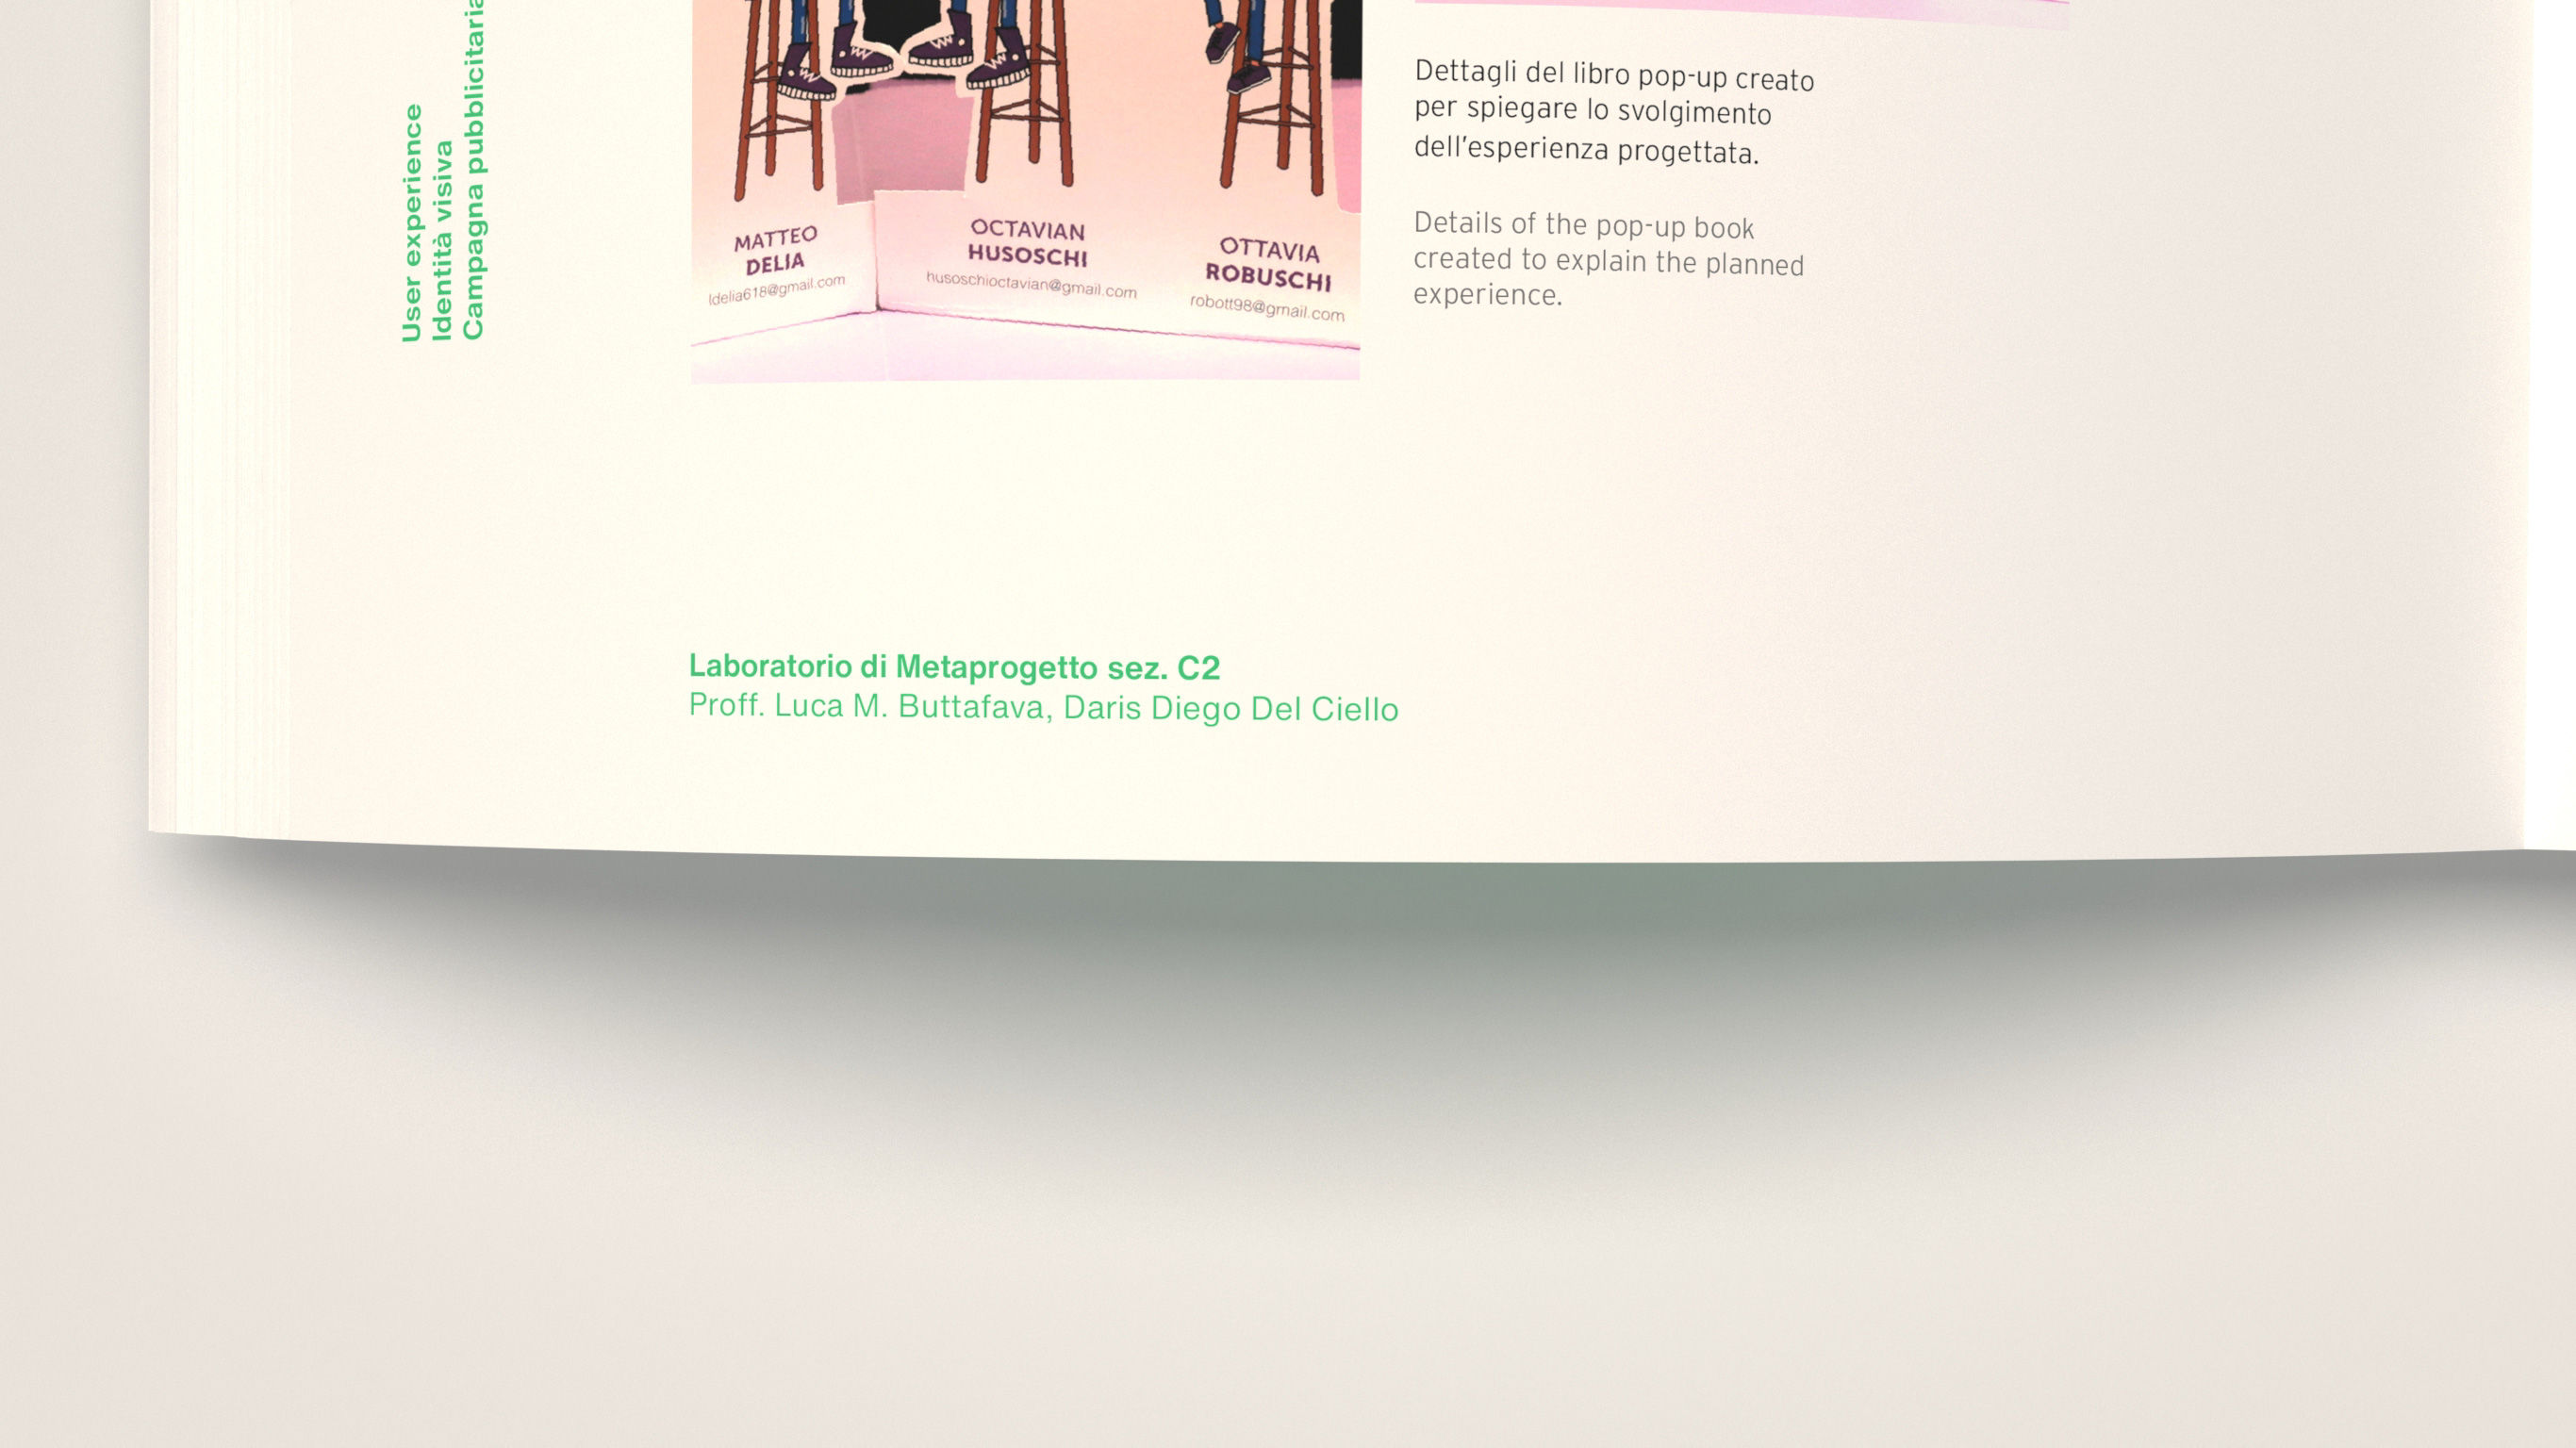 User experience
Identità visiva
Campagna pubblicitaria
MATTEO
DELIA
ldelia618@gmail.com
OCTAVIAN
HUSOSCHI
husoschioctavian@gmail.com
OTTAVIA
ROBUSCHI
robott98@gmail.com
Dettagli del libro pop-up creato
per spiegare lo svolgimento
dell’esperienza progettata.
Details of the pop-up book
created to explain the planned
experience.
Laboratorio di Metaprogetto sez. C2
Proff. Luca M. Buttafava, Daris Diego Del Ciello